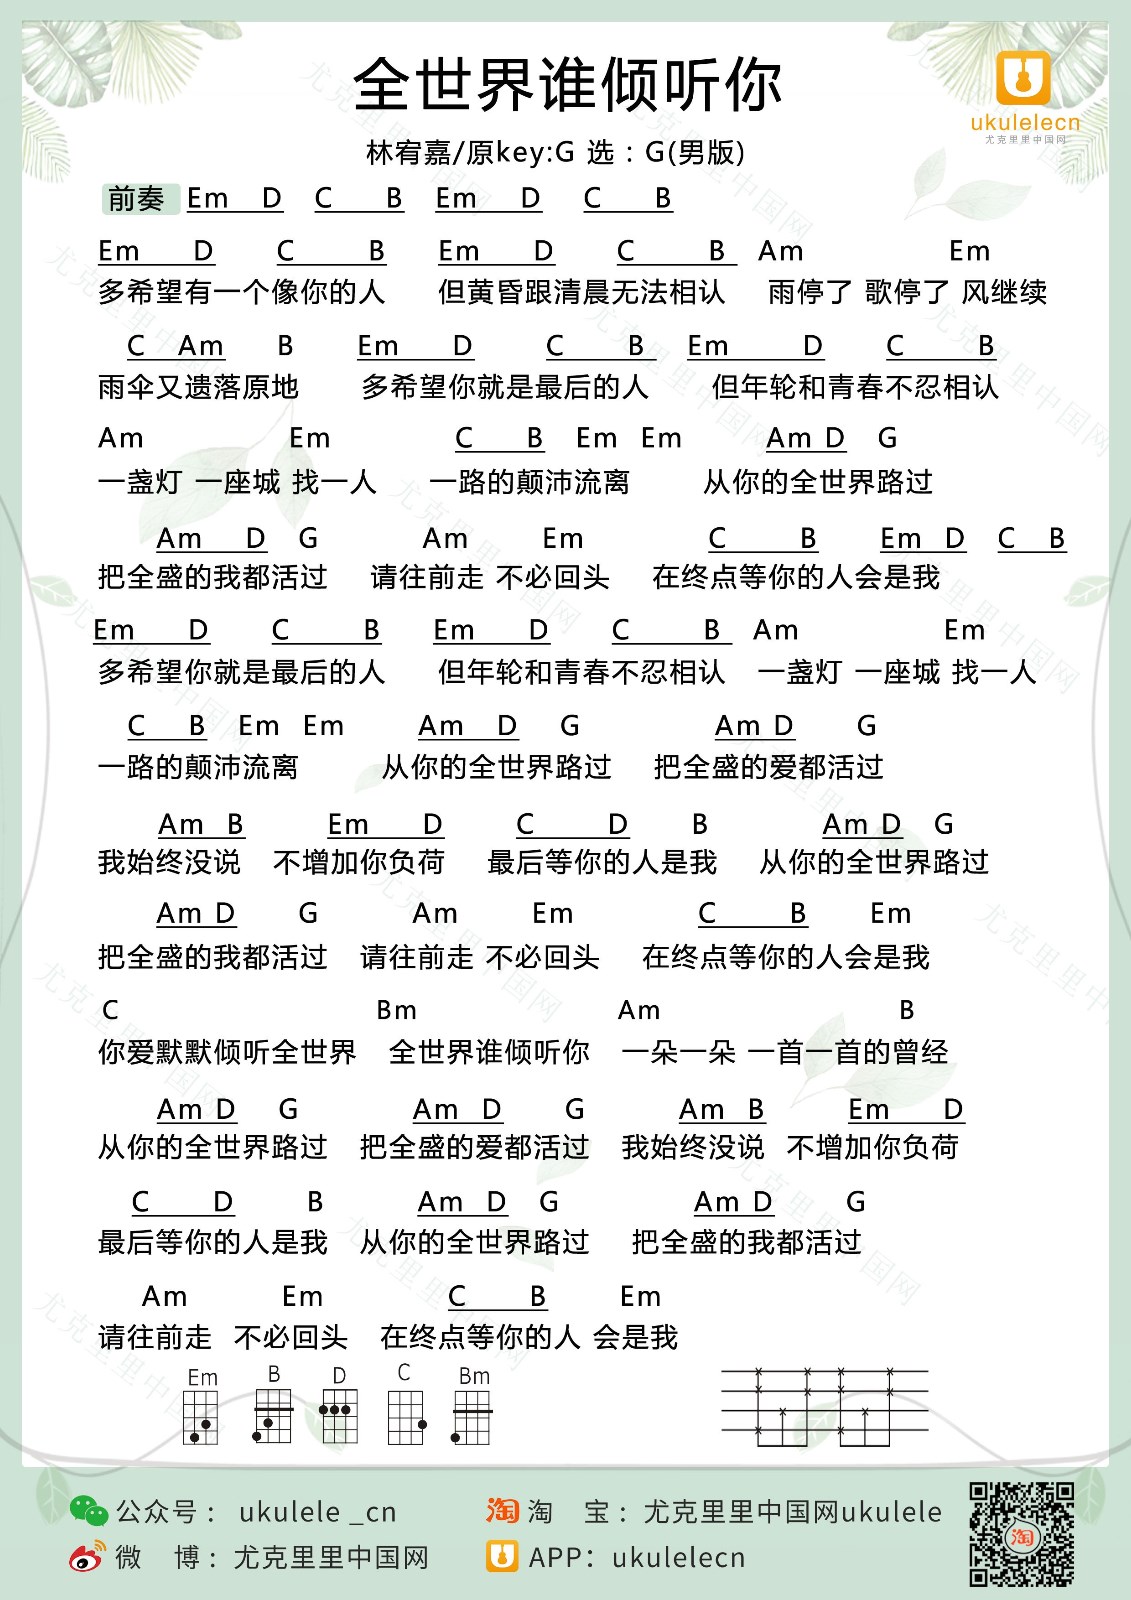 全世界谁倾听你
ukulelecn
尤克里里中国网
林宥嘉/原key:G 选：G(男版)
前奏 Em D C B Em D C B
Em D C B Em D C B Am Em
多希望有一个像你的人 但黄昏跟清晨无法相认 雨停了 歌停了 风继续
C Am B Em D C B Em D C B
雨伞又遗落原地 多希望你就是最后的人 但年轮和青春不忍相认
Am Em C B Em Em Am D G
一盏灯 一座城 找一人 一路的颠沛流离 从你的全世界路过
Am D G Am Em C B Em D C B
把全盛的我都活过 请往前走 不必回头 在终点等你的人会是我
Em D C B Em D C B Am Em
多希望你就是最后的人 但年轮和青春不忍相认 一盏灯 一座城 找一人
C B Em Em Am D G Am D G
一路的颠沛流离 从你的全世界路过 把全盛的爱都活过
Am B Em D C D B Am D G
我始终没说 不增加你负荷 最后等你的人是我 从你的全世界路过
Am D G Am Em C B Em
把全盛的我都活过 请往前走 不必回头 在终点等你的人会是我
C Bm Am B
你爱默默倾听全世界 全世界谁倾听你 一朵一朵 一首一首的曾经
Am D G Am D G Am B Em D
从你的全世界路过 把全盛的爱都活过 我始终没说 不增加你负荷
C D B Am D G Am D G
最后等你的人是我 从你的全世界路过 把全盛的我都活过
Am Em C B Em
请往前走 不必回头 在终点等你的人 会是我
Em B D C Bm
公众号： ukulele _cn 淘 淘 宝：尤克里里中国网ukulele
微 博：尤克里里中国网 APP：ukulelecn
淘